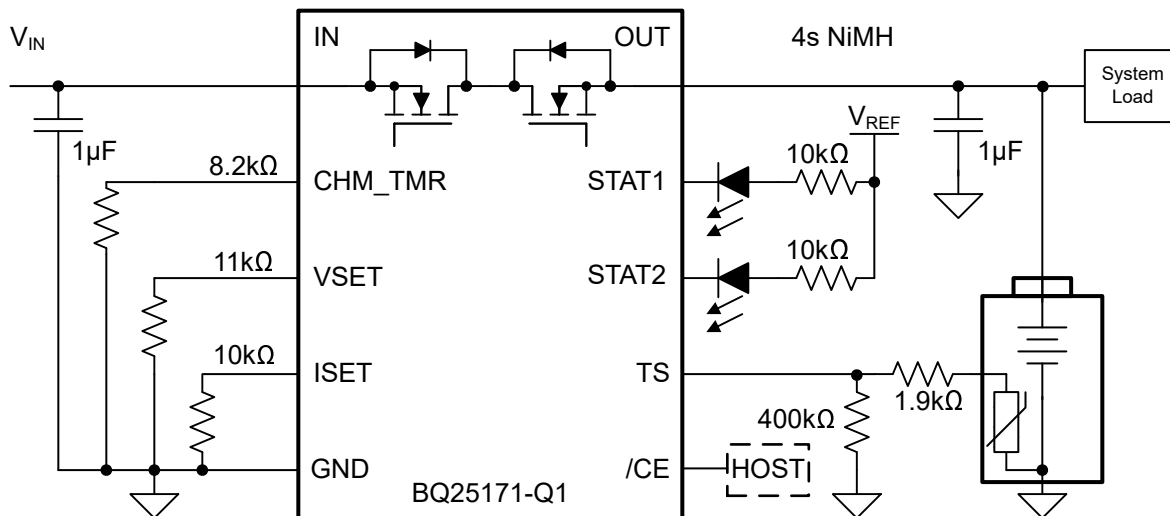 V_IN
IN
OUT
4s NiMH
System
Load
1µF
8.2kΩ
CHM_TMR
STAT1
10kΩ
V_REF
1µF
11kΩ
VSET
STAT2
10kΩ
10kΩ
ISET
TS
400kΩ
1.9kΩ
GND
/CE
HOST
BQ25171-Q1